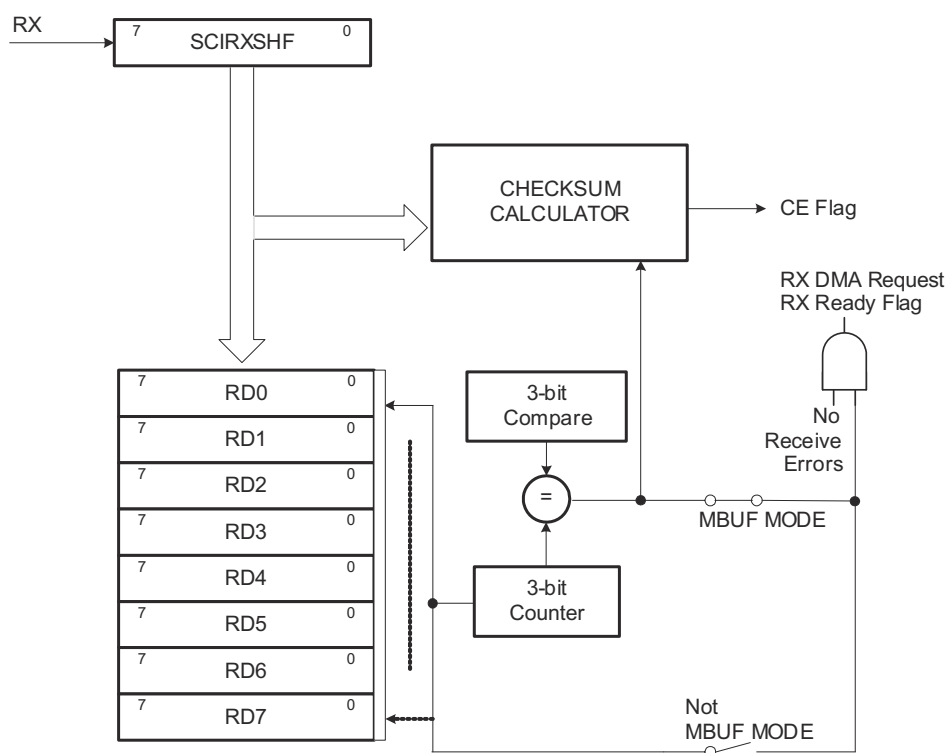 RX
7 SCIRXSHF 0
CHECKSUM
CALCULATOR
CE Flag
RX DMA Request
RX Ready Flag
7 RD0 0
7 RD1 0
7 RD2 0
7 RD3 0
7 RD4 0
7 RD5 0
7 RD6 0
7 RD7 0
3-bit
Compare
=
3-bit
Counter
No
Receive
Errors
MBUF MODE
Not
MBUF MODE